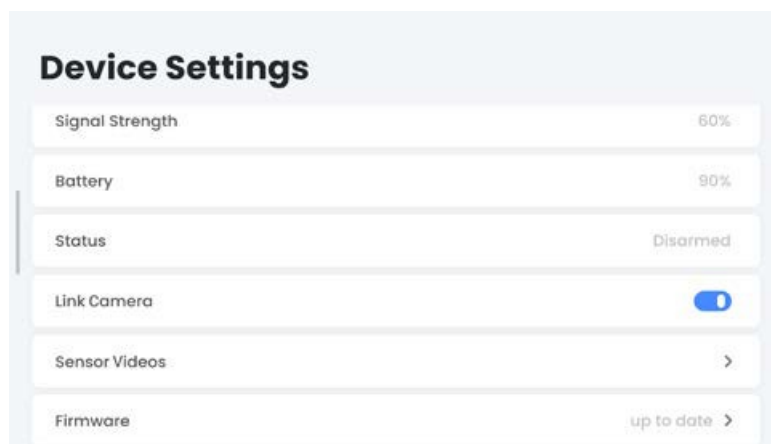 Device Settings
Signal Strength 60%
Battery 90%
Status Disarmed
Link Camera
Sensor Videos
Firmware up to date